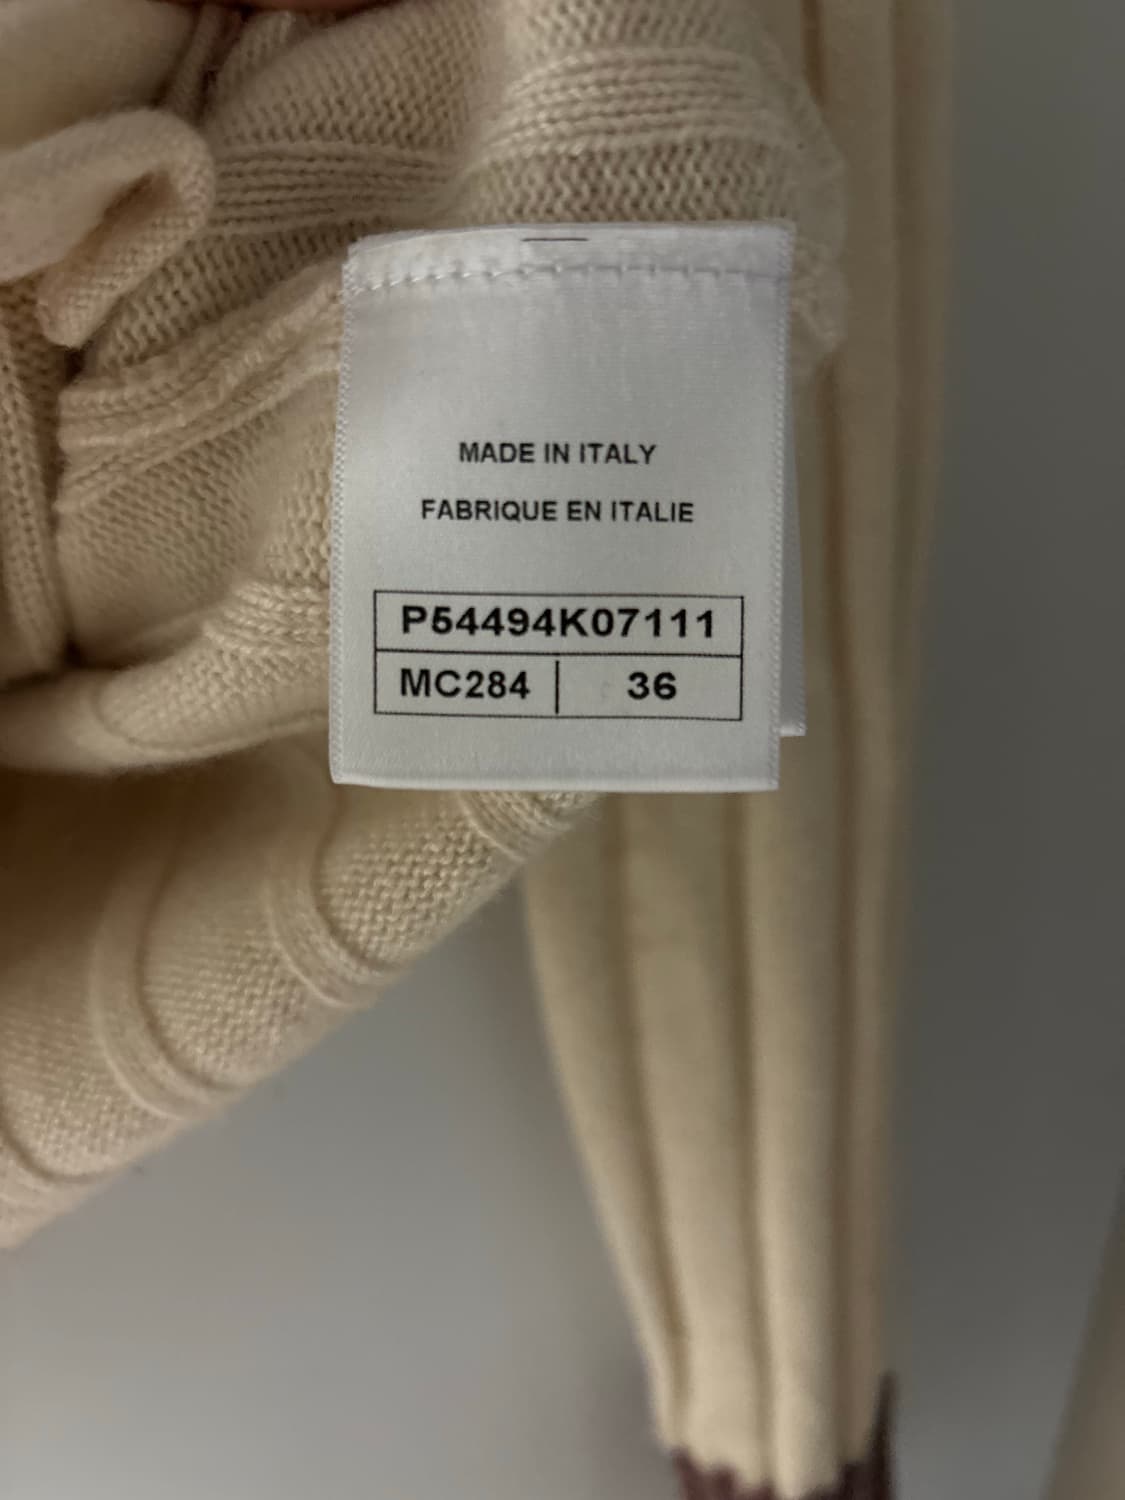 MADE IN ITALY
FABRIQUE EN ITALIE
P54494K07111
MC284 36